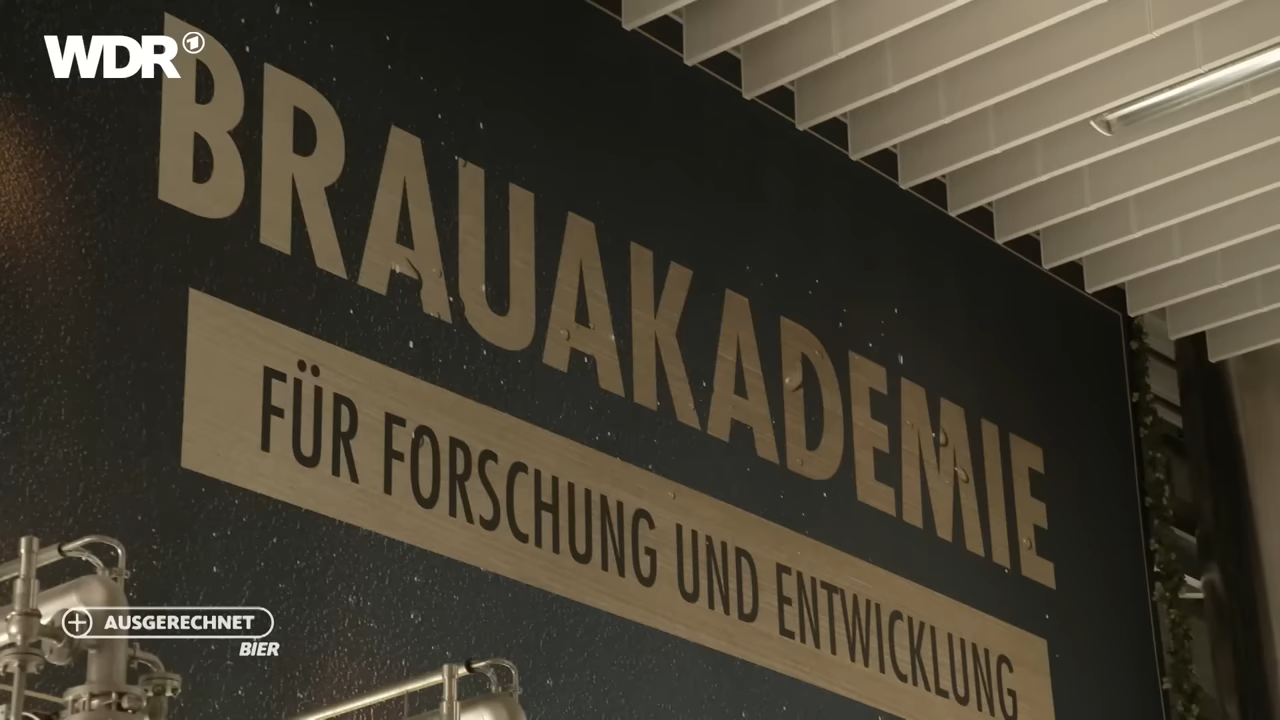 WDR
BRAUAKADEMIE
FÜR FORSCHUNG UND ENTWICKLUNG
AUSGERECHNET
BIER